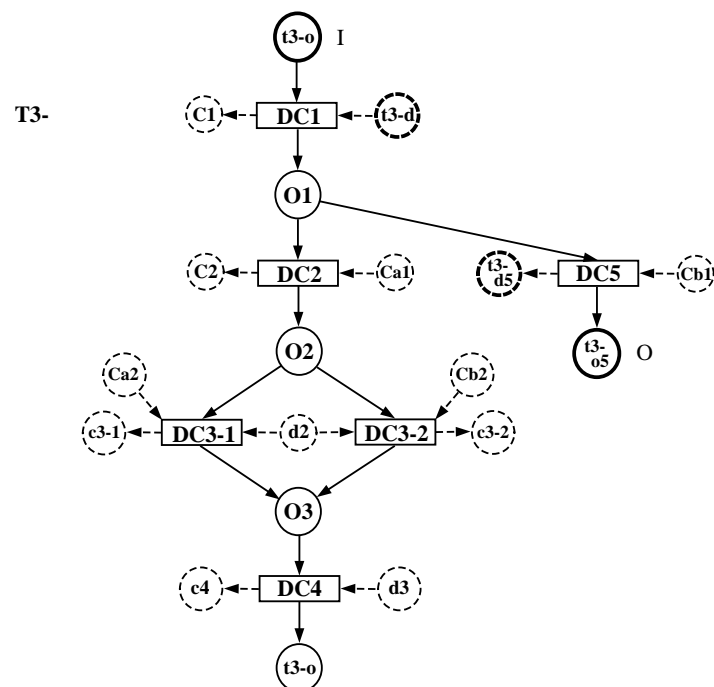 t3-o I
T3-
C1 DC1 t3-d
O1
C2 DC2 Ca1
t3-
d5 DC5 Cb1
O2
t3-
o5 O
Ca2 Cb2
c3-1 DC3-1 d2 DC3-2 c3-2
O3
c4 DC4 d3
t3-o